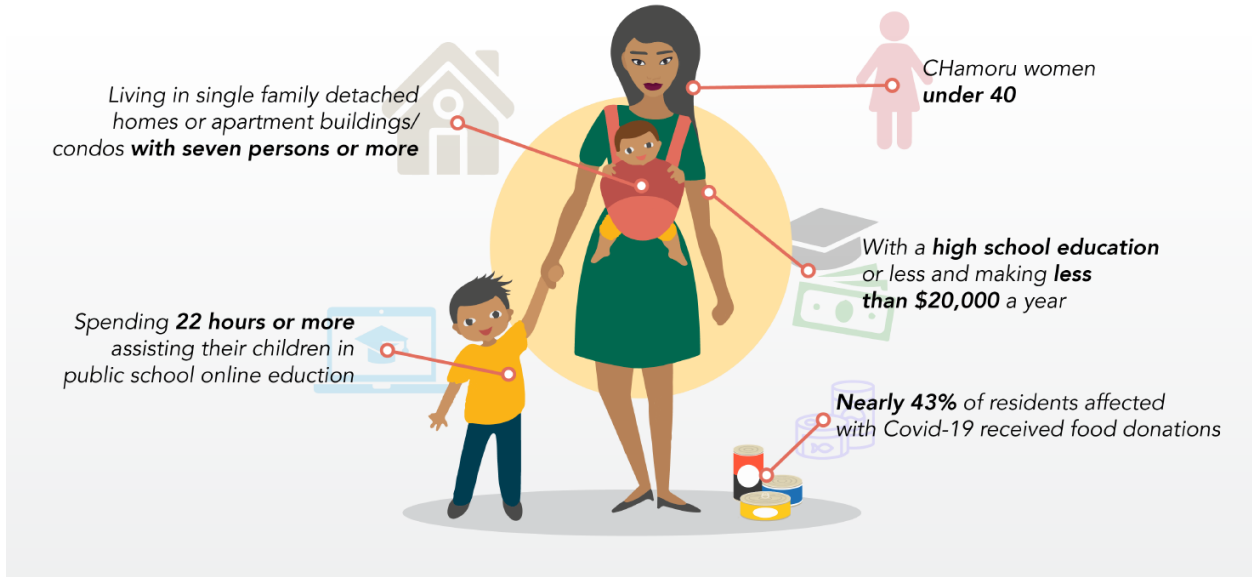 Living in single family detached
homes or apartment buildings/
condos with seven persons or more
CHamoru women
under 40
With a high school education
or less and making less
than $20,000 a year
Spending 22 hours or more
assisting their children in
public school online eduction
Nearly 43% of residents affected
with Covid-19 received food donations